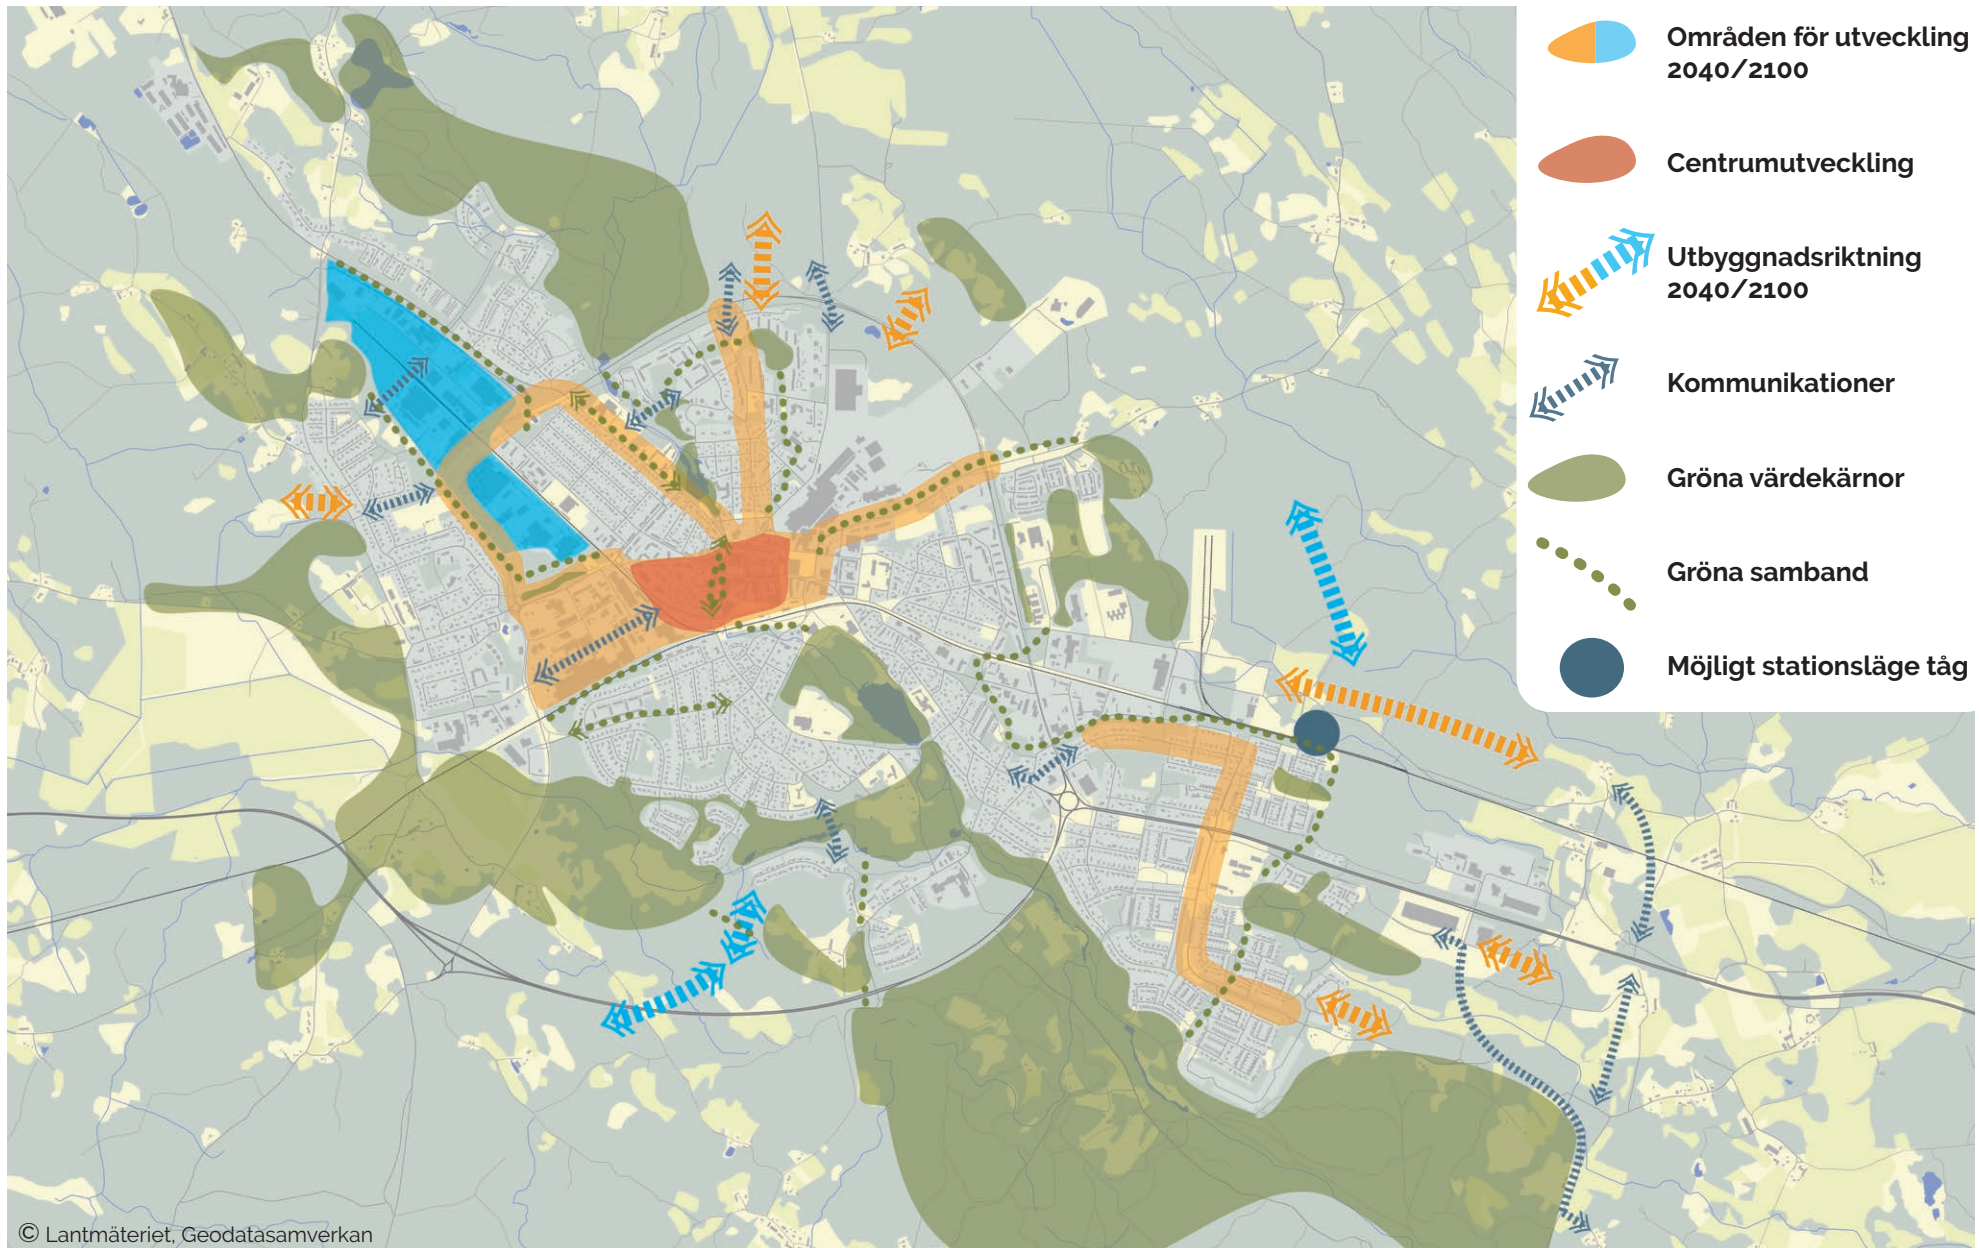 Områden för utveckling
2040/2100
Centrumutveckling
Utbyggnadsriktning
2040/2100
Kommunikationer
Gröna värdekärnor
Gröna samband
Möjligt stationsläge tåg
© Lantmäteriet, Geodatasamverkan